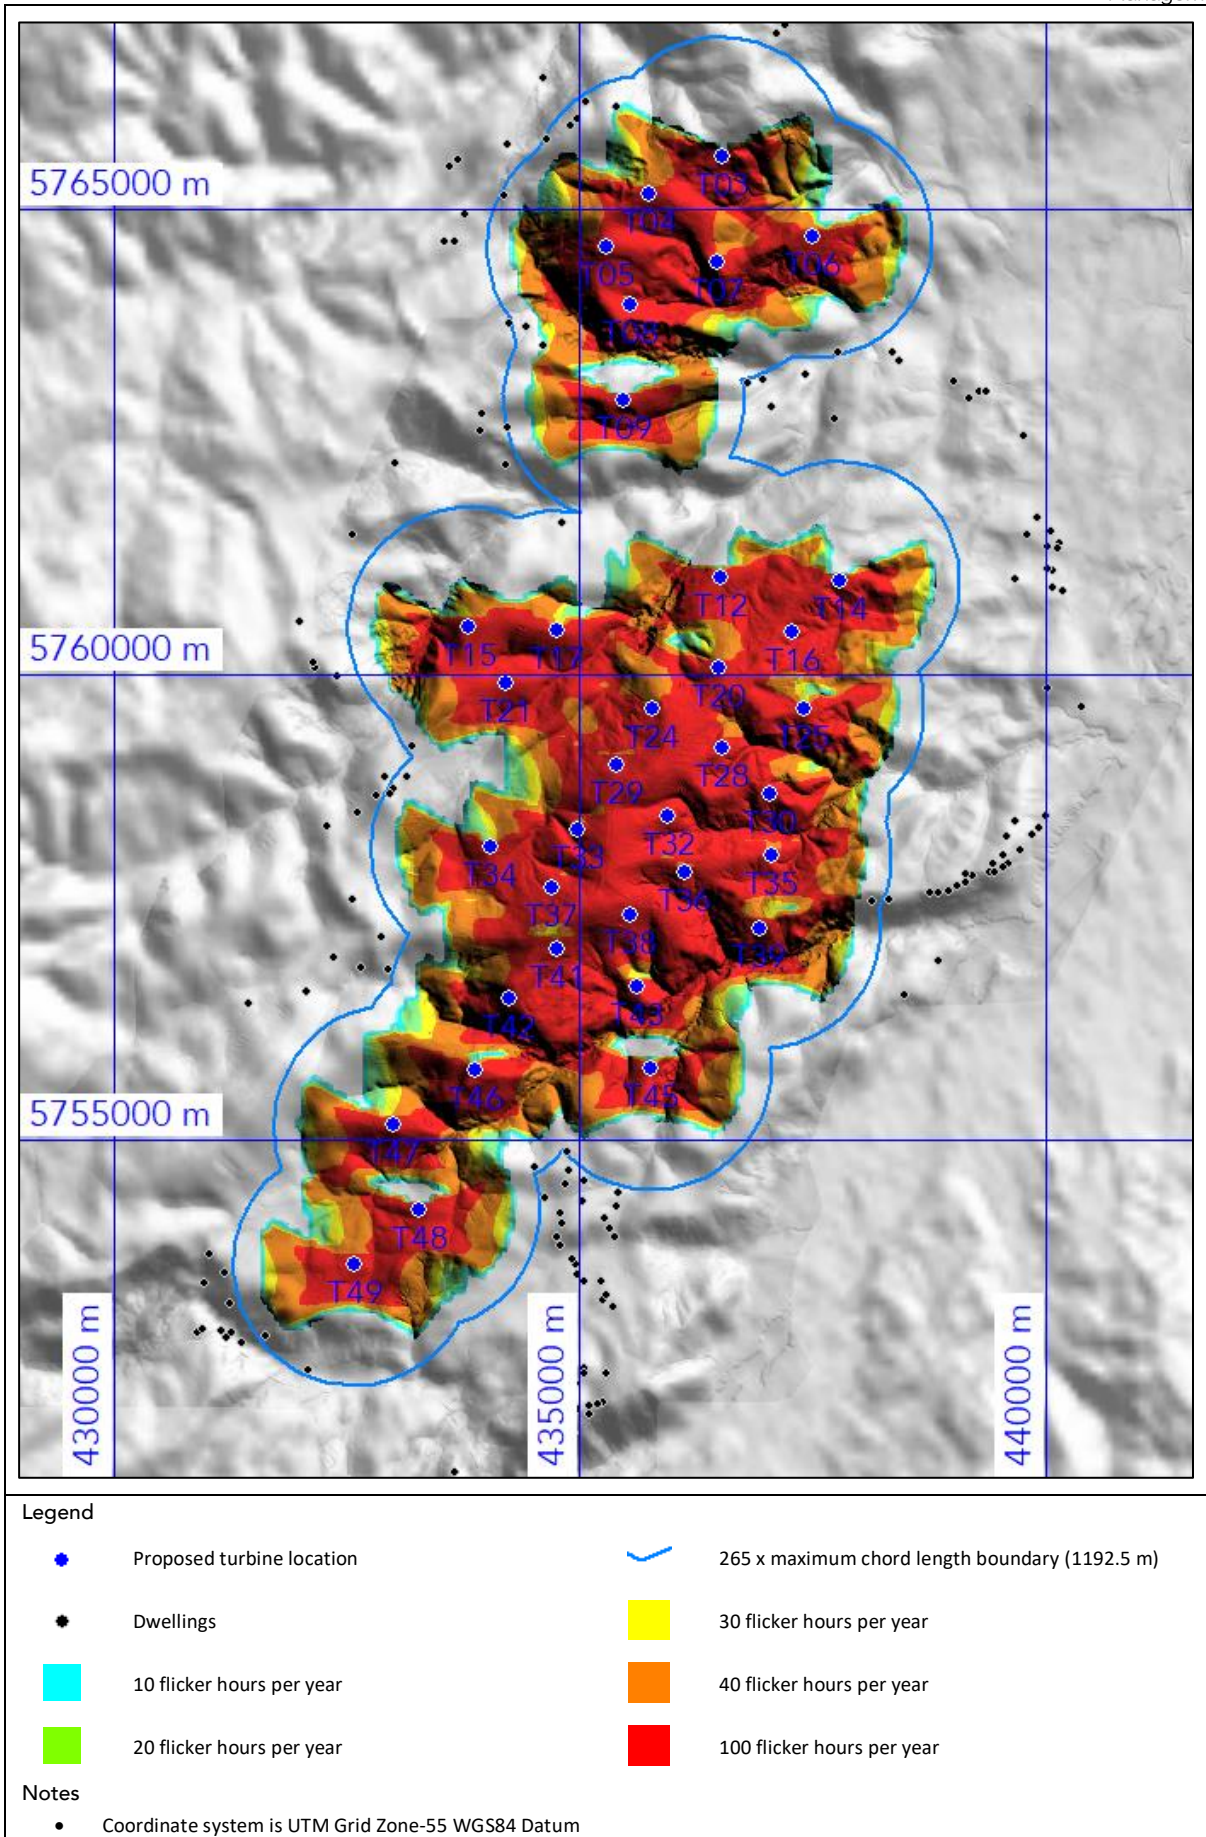 5765000 m
T03
T04
T05
T06
T07
T08
T09
T12
T14
5760000 m
T15
T17
T16
T20
T21
T24
T25
T28
T29
T30
T32
T33
T34
T35
T36
T37
T38
T39
T41
T42
T43
T46
T45
5755000 m
T47
T48
T49
430000 m
435000 m
440000 m
Legend
Proposed turbine location
265 x maximum chord length boundary (1192.5 m)
Dwellings
30 flicker hours per year
10 flicker hours per year
40 flicker hours per year
20 flicker hours per year
100 flicker hours per year
Notes
• Coordinate system is UTM Grid Zone-55 WGS84 Datum